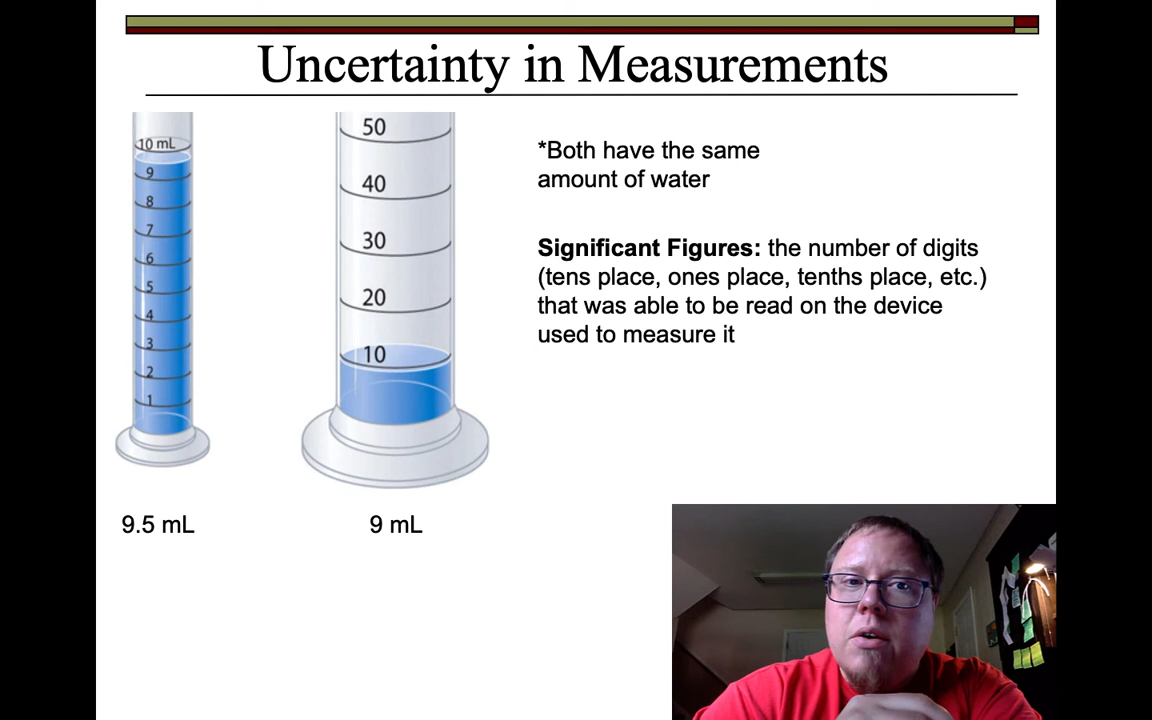 Uncertainty in Measurements
10 mL
9
8
7
6
5
4
3
2
1
50
40
30
20
10
*Both have the same
amount of water
Significant Figures: the number of digits
(tens place, ones place, tenths place, etc.)
that was able to be read on the device
used to measure it
9.5 mL
9 mL